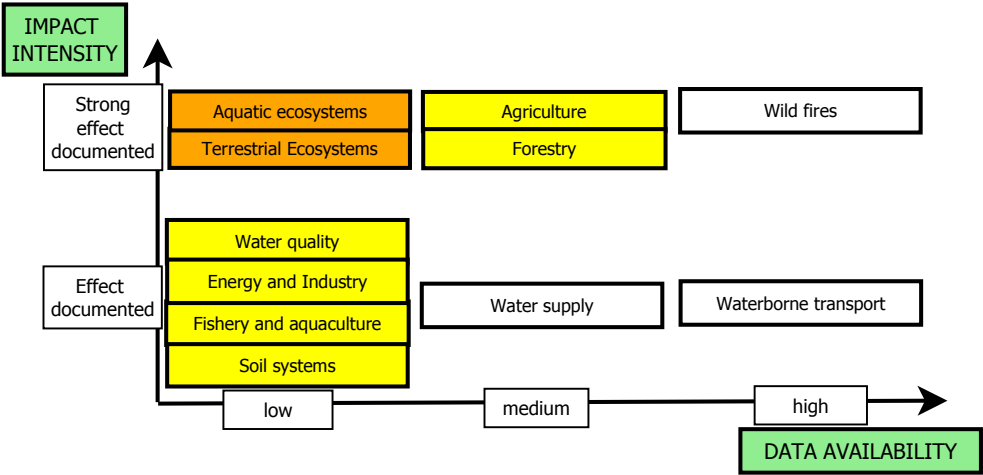 IMPACT
INTENSITY
Strong
effect
documented
Aquatic ecosystems
Agriculture
Wild fires
Terrestrial Ecosystems
Forestry
Water quality
Effect
documented
Energy and Industry
Water supply
Waterborne transport
Fishery and aquaculture
Soil systems
low
medium
high
DATA AVAILABILITY